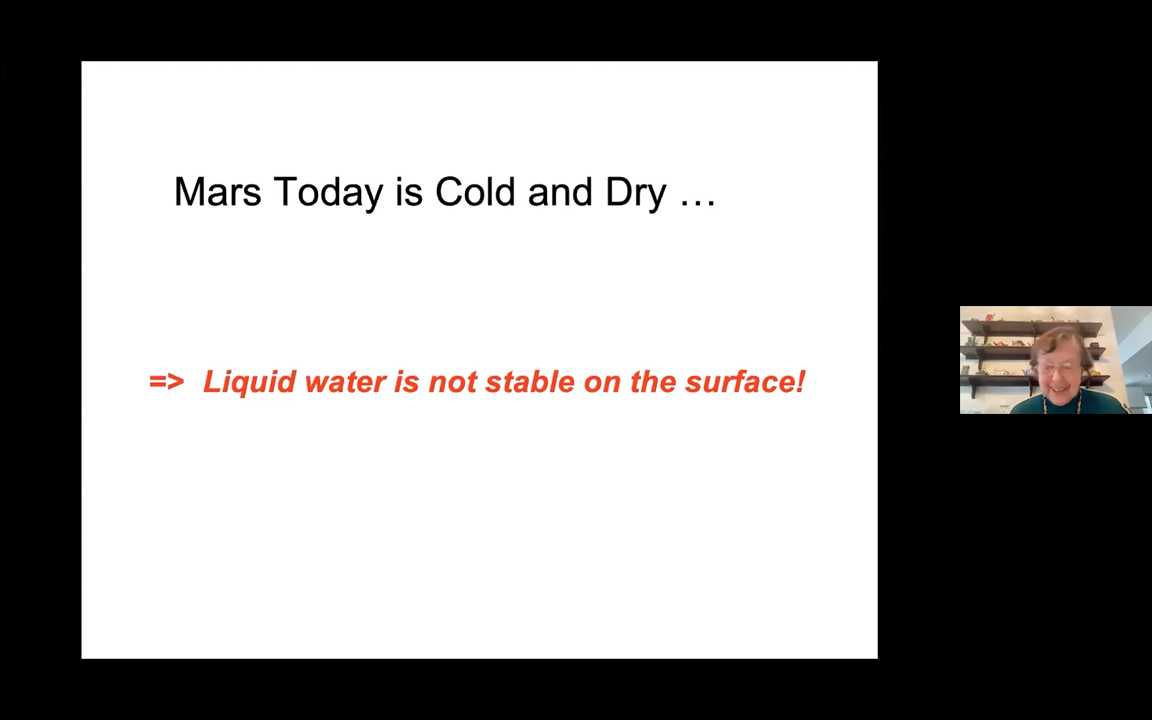 Mars Today is Cold and Dry …
=> Liquid water is not stable on the surface!